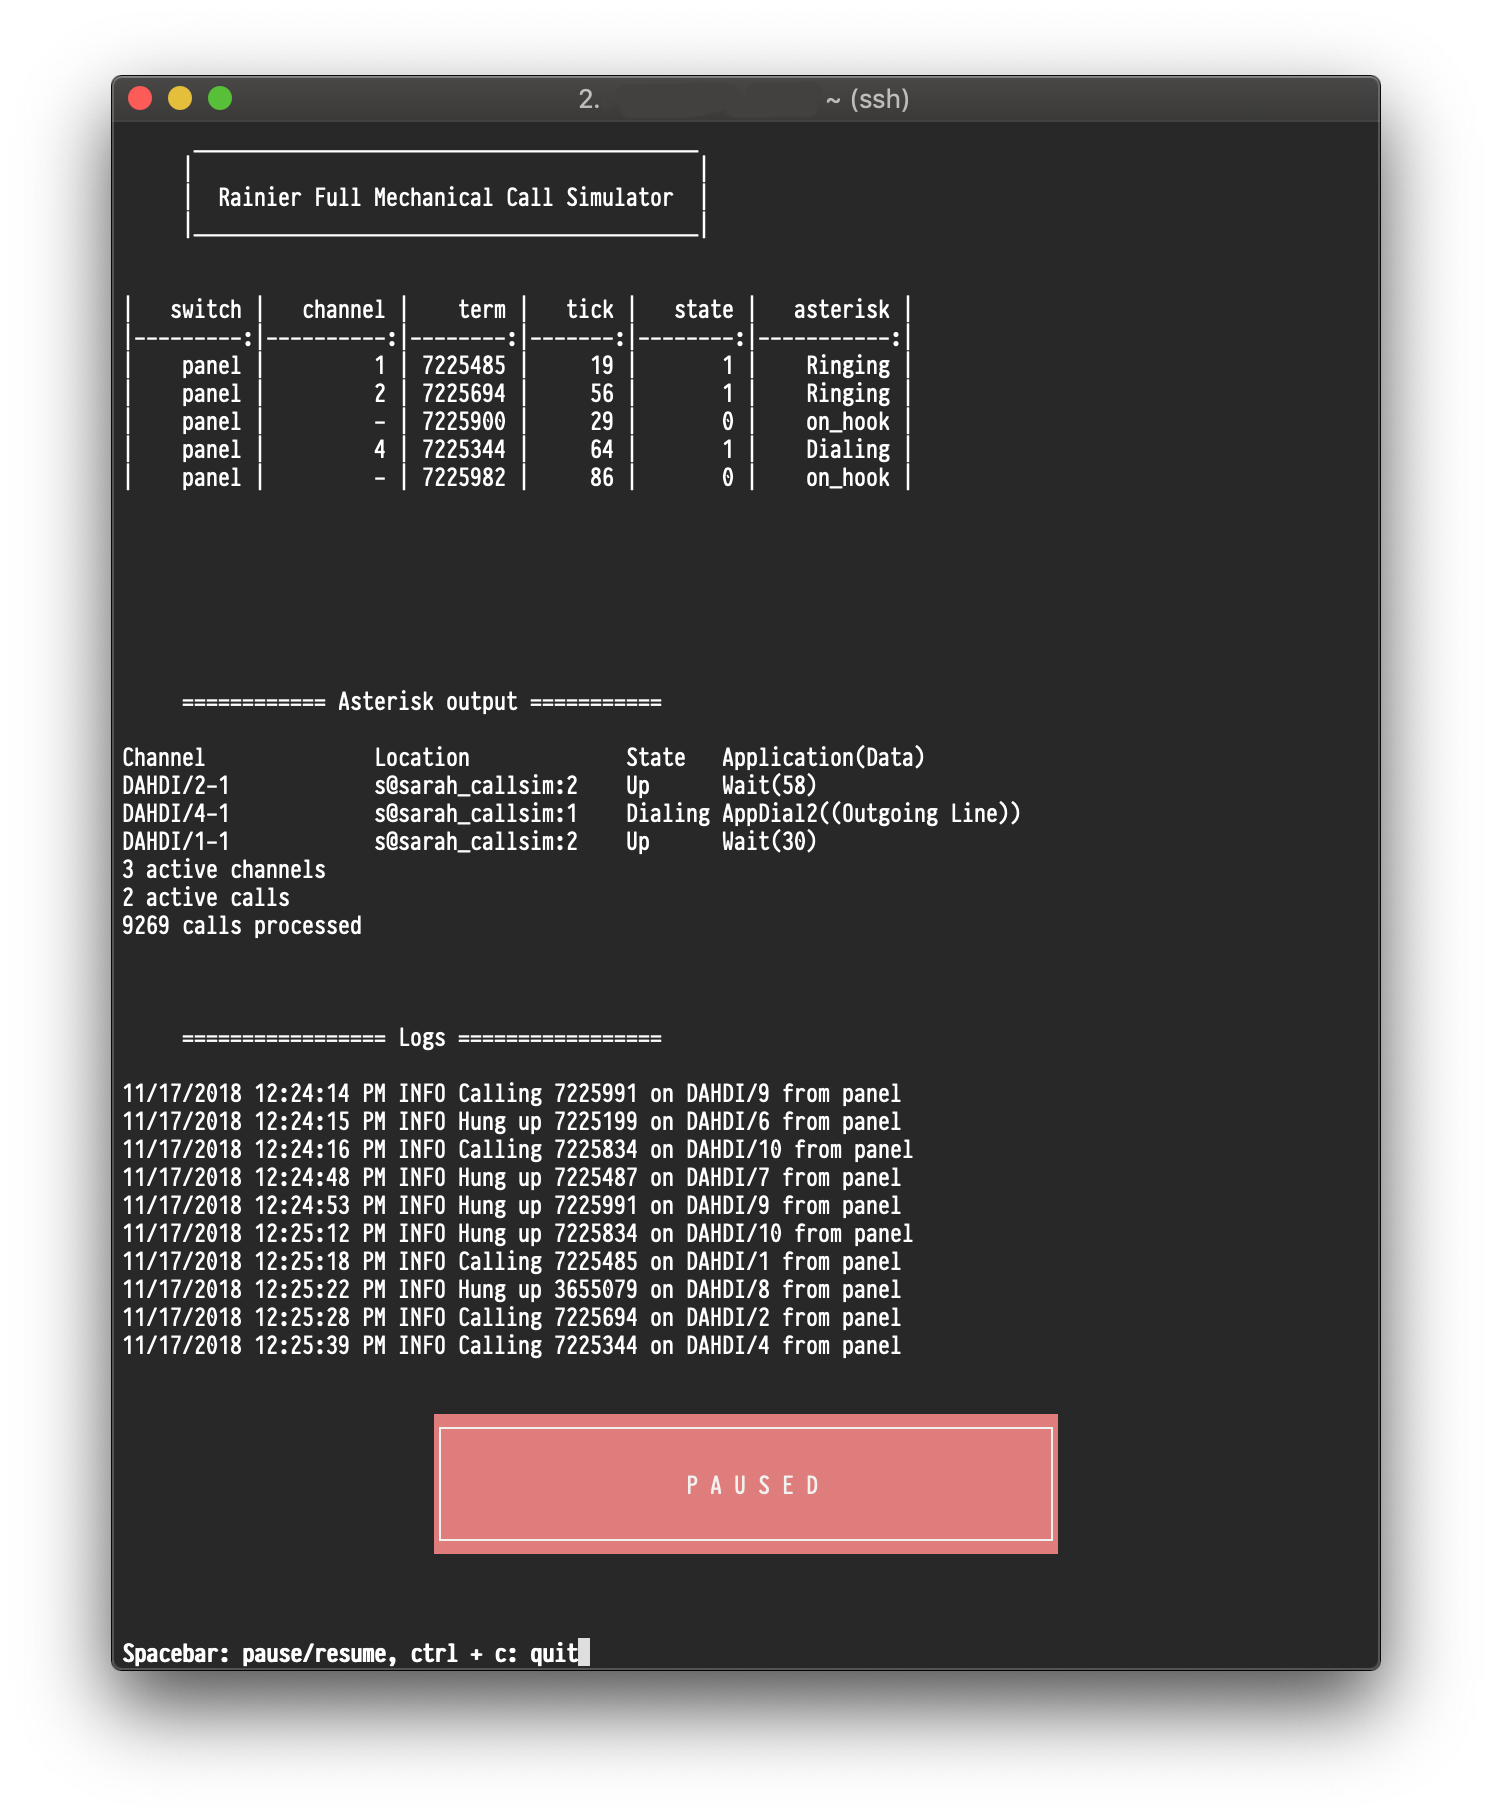 2. ~ (ssh)
Rainier Full Mechanical Call Simulator
| switch | channel | term | tick | state | asterisk |
|---------:|----------:|--------:|-------:|--------:|-----------:|
| panel | 1 | 7225485 | 19 | 1 | Ringing |
| panel | 2 | 7225694 | 56 | 1 | Ringing |
| panel | - | 7225900 | 29 | 0 | on_hook |
| panel | 4 | 7225344 | 64 | 1 | Dialing |
| panel | - | 7225982 | 86 | 0 | on_hook |
============ Asterisk output ===========
Channel Location State Application(Data)
DAHDI/2-1 s@sarah_callsim:2 Up Wait(58)
DAHDI/4-1 s@sarah_callsim:1 Dialing AppDial2((Outgoing Line))
DAHDI/1-1 s@sarah_callsim:2 Up Wait(30)
3 active channels
2 active calls
9269 calls processed
================= Logs =================
11/17/2018 12:24:14 PM INFO Calling 7225991 on DAHDI/9 from panel
11/17/2018 12:24:15 PM INFO Hung up 7225199 on DAHDI/6 from panel
11/17/2018 12:24:16 PM INFO Calling 7225834 on DAHDI/10 from panel
11/17/2018 12:24:48 PM INFO Hung up 7225487 on DAHDI/7 from panel
11/17/2018 12:24:53 PM INFO Hung up 7225991 on DAHDI/9 from panel
11/17/2018 12:25:12 PM INFO Hung up 7225834 on DAHDI/10 from panel
11/17/2018 12:25:18 PM INFO Calling 7225485 on DAHDI/1 from panel
11/17/2018 12:25:22 PM INFO Hung up 3655079 on DAHDI/8 from panel
11/17/2018 12:25:28 PM INFO Calling 7225694 on DAHDI/2 from panel
11/17/2018 12:25:39 PM INFO Calling 7225344 on DAHDI/4 from panel
P A U S E D
Spacebar: pause/resume, ctrl + c: quit